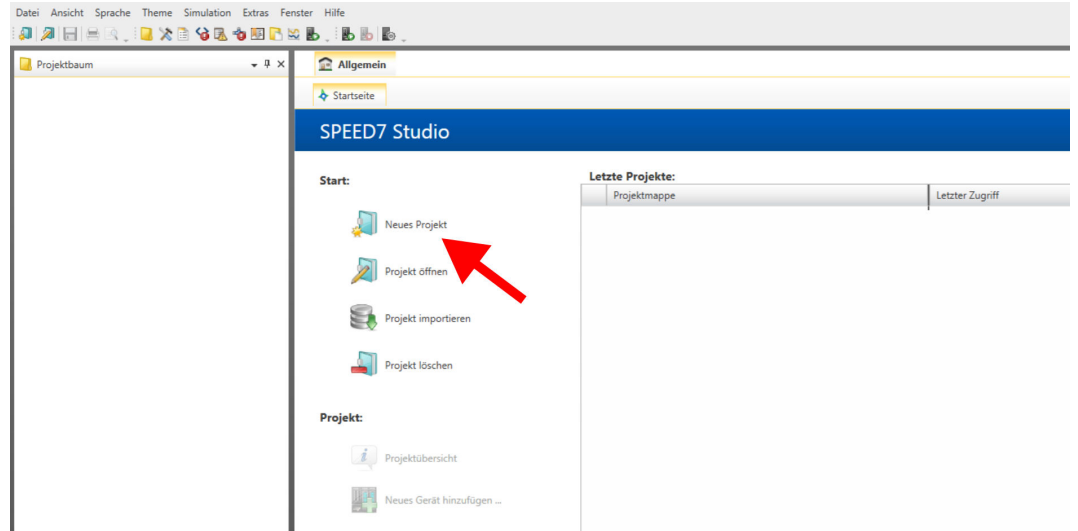 Datei Ansicht Sprache Theme Simulation Extras Fenster Hilfe
Projektbaum
Allgemein
Startseite
SPEED7 Studio
Start:
Neues Projekt
Projekt öffnen
Projekt importieren
Projekt löschen
Projekt:
Projektübersicht
Neues Gerät hinzufügen ...
Letzte Projekte:
Projektmappe Letzter Zugriff